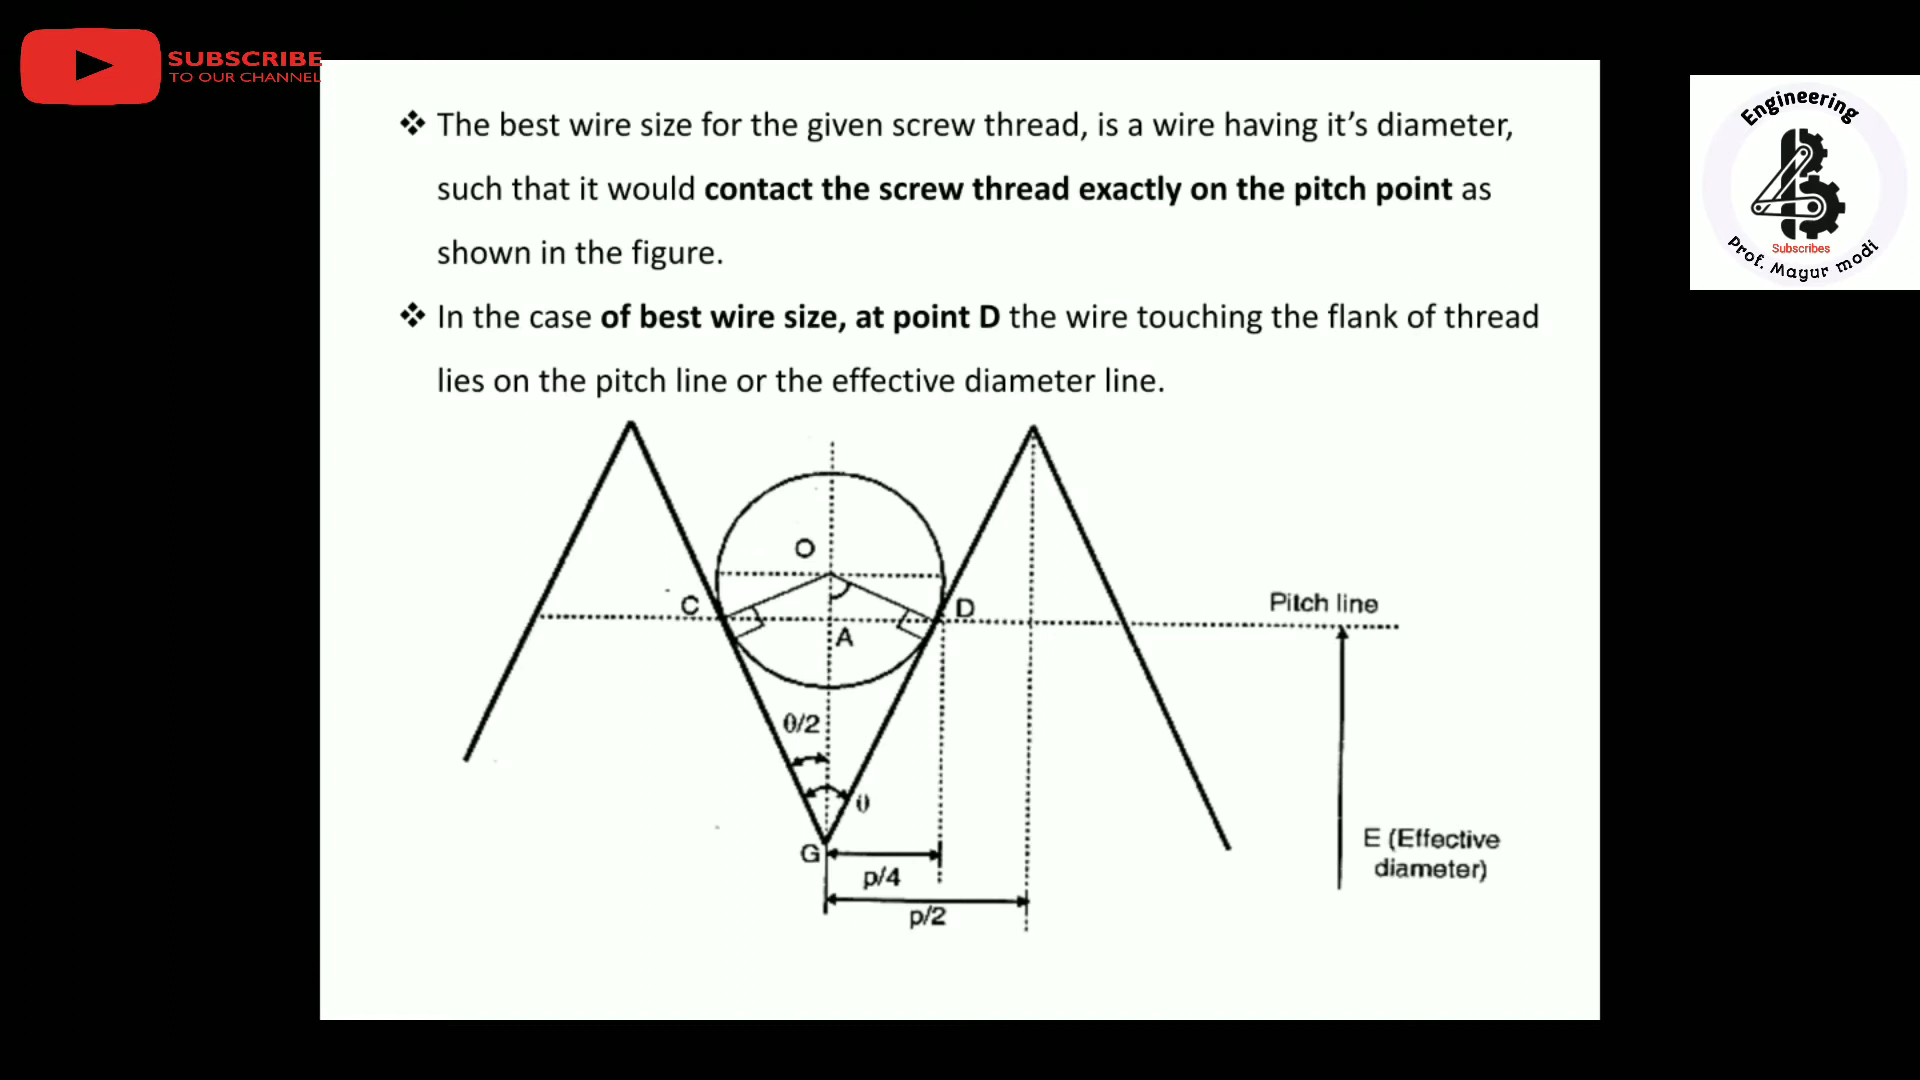 SUBSCRIBE
TO OUR CHANNEL
Engineering
Subscribes
Prof. Mayur modi
❖ The best wire size for the given screw thread, is a wire having it’s diameter,
such that it would contact the screw thread exactly on the pitch point as
shown in the figure.
❖ In the case of best wire size, at point D the wire touching the flank of thread
lies on the pitch line or the effective diameter line.
O
C
D
A
Pitch line
θ/2
θ
G
p/4
p/2
E (Effective
diameter)